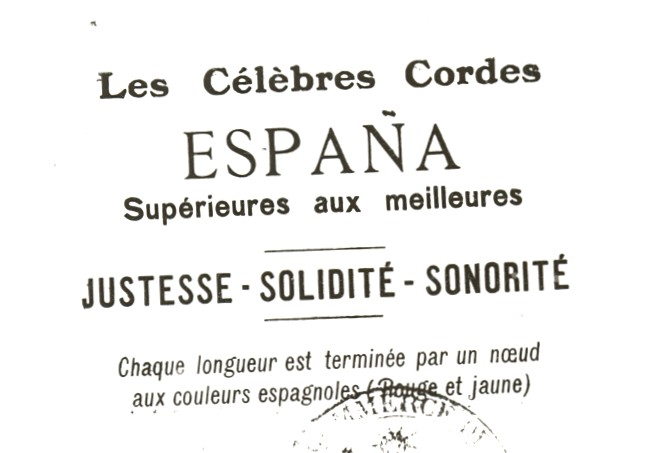 Les Célèbres Cordes
ESPAÑA
Supérieures aux meilleures
JUSTESSE - SOLIDITÉ - SONORITÉ
Chaque longueur est terminée par un nœud
aux couleurs espagnoles (Rouge et jaune)